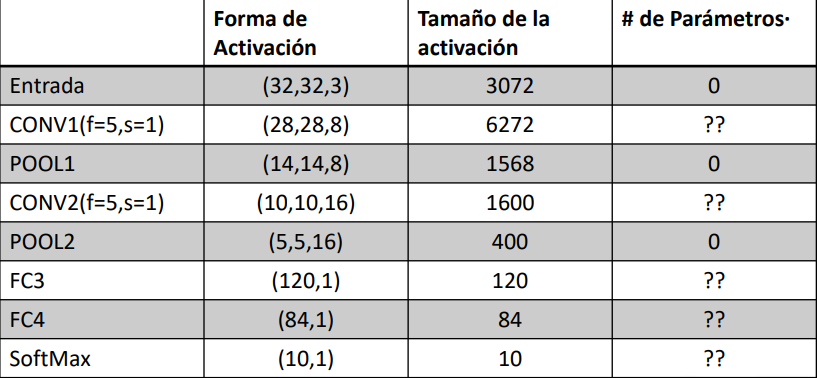 Forma de Activación Tamaño de la activación # de Parámetros·
Entrada (32,32,3) 3072 0
CONV1(f=5,s=1) (28,28,8) 6272 ??
POOL1 (14,14,8) 1568 0
CONV2(f=5,s=1) (10,10,16) 1600 ??
POOL2 (5,5,16) 400 0
FC3 (120,1) 120 ??
FC4 (84,1) 84 ??
SoftMax (10,1) 10 ??